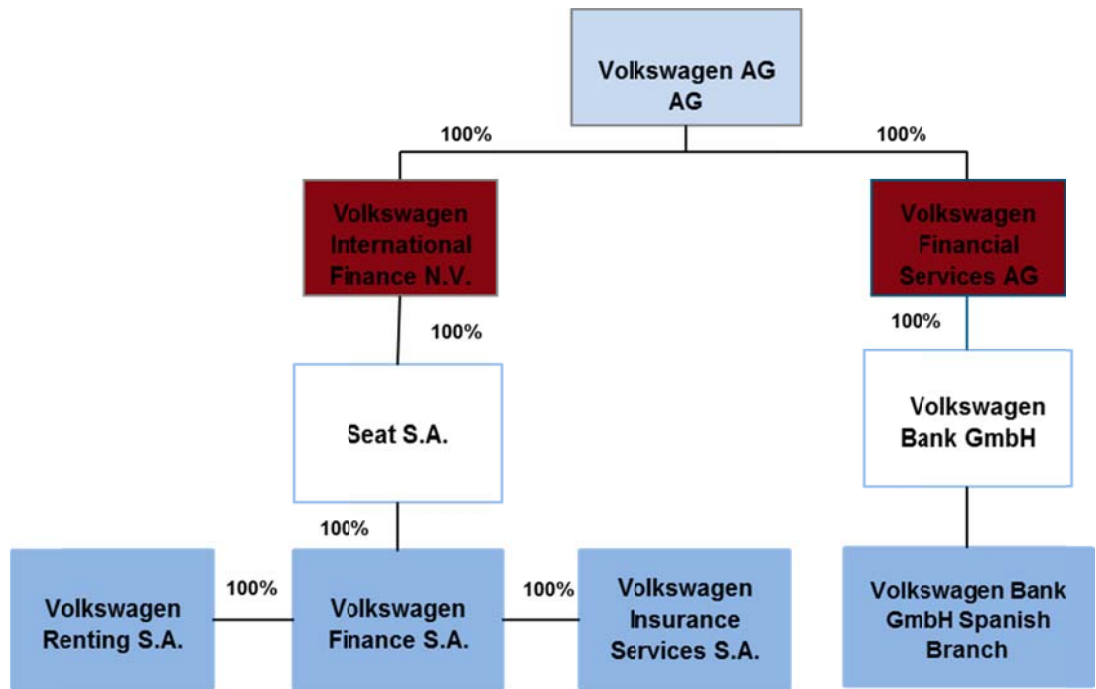 Volkswagen AG
AG
100%
100%
Volkswagen
International
Finance N.V.
Volkswagen
Financial
Services AG
100%
100%
Seat S.A.
Volkswagen
Bank GmbH
100%
Volkswagen
Renting S.A.
100%
Volkswagen
Finance S.A.
100%
Volkswagen
Insurance
Services S.A.
Volkswagen Bank
GmbH Spanish
Branch